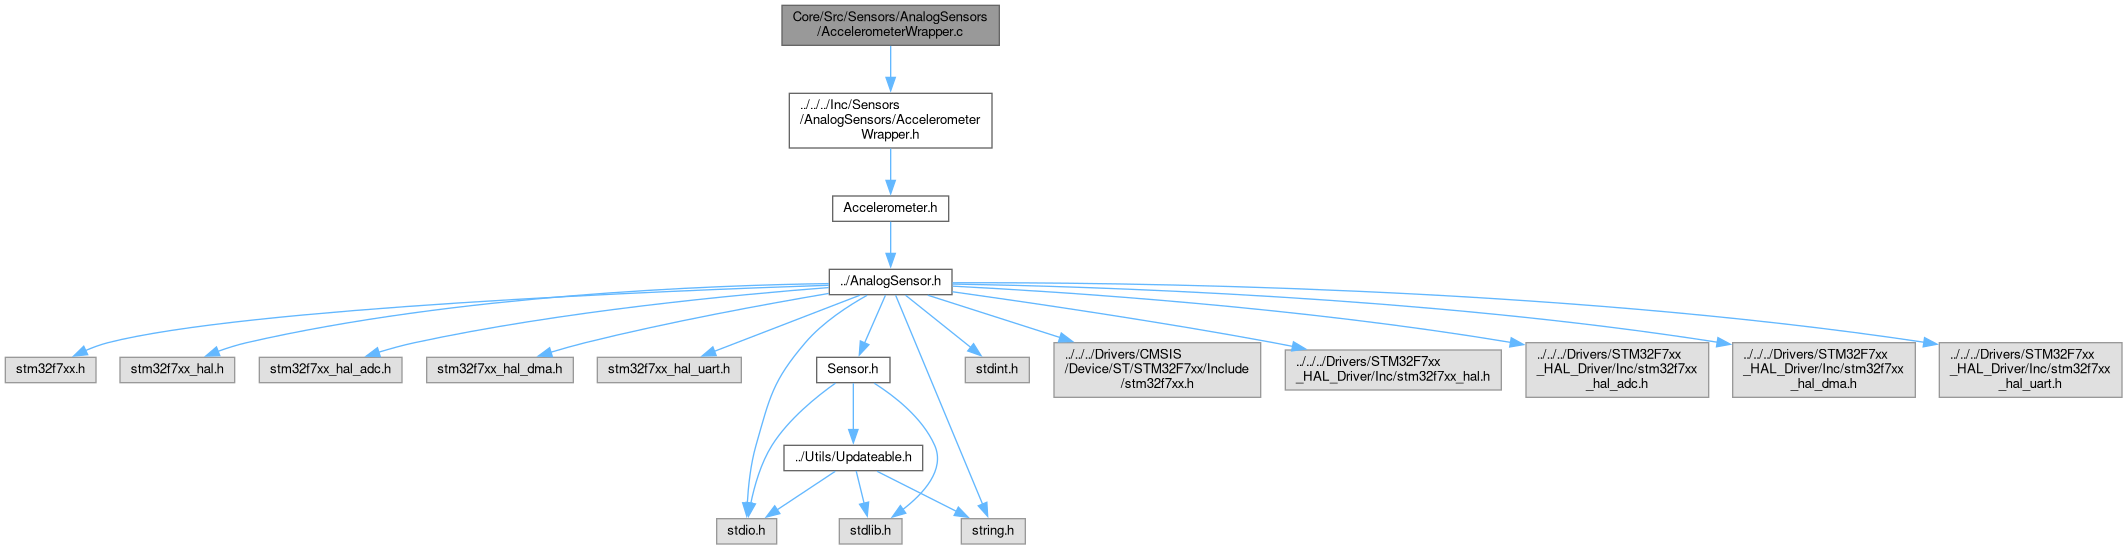 Core/Src/Sensors/AnalogSensors
/AccelerometerWrapper.c
../../../Inc/Sensors
/AnalogSensors/Accelerometer
Wrapper.h
Accelerometer.h
../AnalogSensor.h
stm32f7xx.h
stm32f7xx_hal.h
stm32f7xx_hal_adc.h
stm32f7xx_hal_dma.h
stm32f7xx_hal_uart.h
Sensor.h
stdint.h
../../../Drivers/CMSIS
/Device/ST/STM32F7xx/Include
/stm32f7xx.h
../../../Drivers/STM32F7xx
_HAL_Driver/Inc/stm32f7xx_hal.h
../../../Drivers/STM32F7xx
_HAL_Driver/Inc/stm32f7xx
_hal_adc.h
../../../Drivers/STM32F7xx
_HAL_Driver/Inc/stm32f7xx
_hal_dma.h
../../../Drivers/STM32F7xx
_HAL_Driver/Inc/stm32f7xx
_hal_uart.h
../Utils/Updateable.h
stdio.h
stdlib.h
string.h